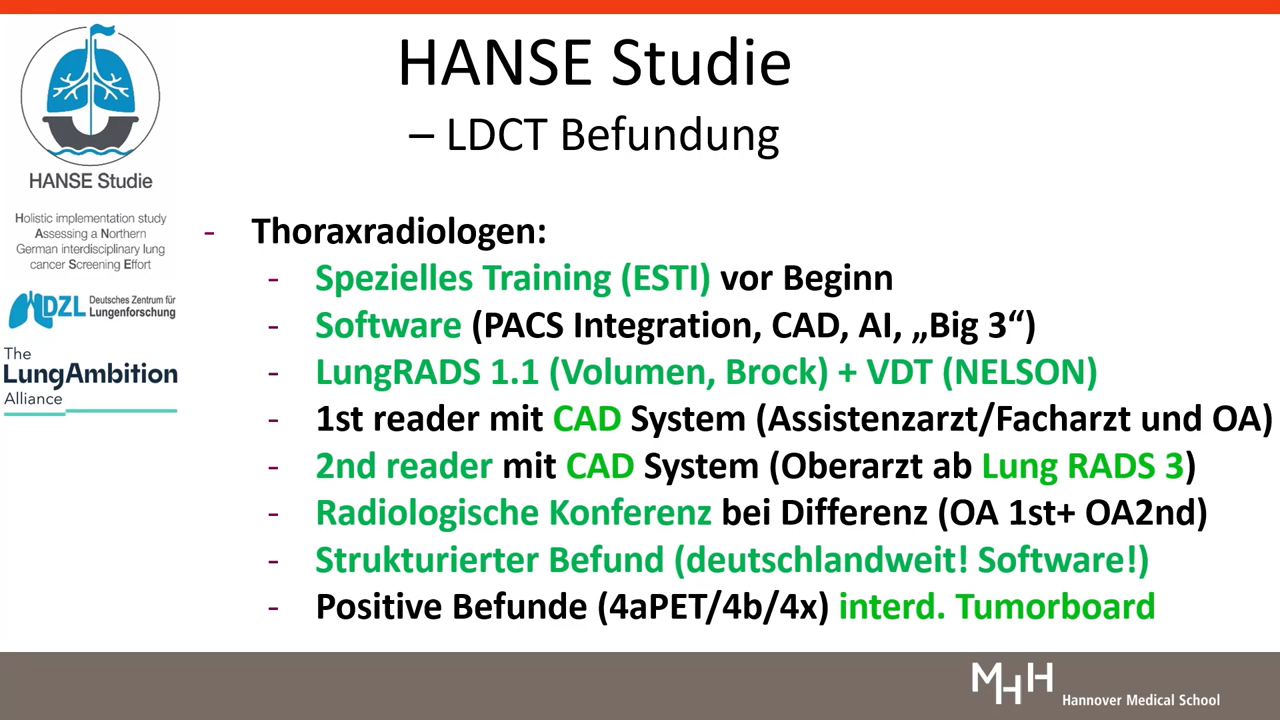 HANSE Studie
– LDCT Befundung
HANSE Studie
Holistic implementation study
Assessing a Northern
German interdisciplinary lung
cancer Screening Effort
DZL Deutsches Zentrum für
Lungenforschung
The
LungAmbition
Alliance
- Thoraxradiologen:
- Spezielles Training (ESTI) vor Beginn
- Software (PACS Integration, CAD, AI, „Big 3“)
- LungRADS 1.1 (Volumen, Brock) + VDT (NELSON)
- 1st reader mit CAD System (Assistenzarzt/Facharzt und OA)
- 2nd reader mit CAD System (Oberarzt ab Lung RADS 3)
- Radiologische Konferenz bei Differenz (OA 1st+ OA2nd)
- Strukturierter Befund (deutschlandweit! Software!)
- Positive Befunde (4aPET/4b/4x) interd. Tumorboard
MHH
Hannover Medical School